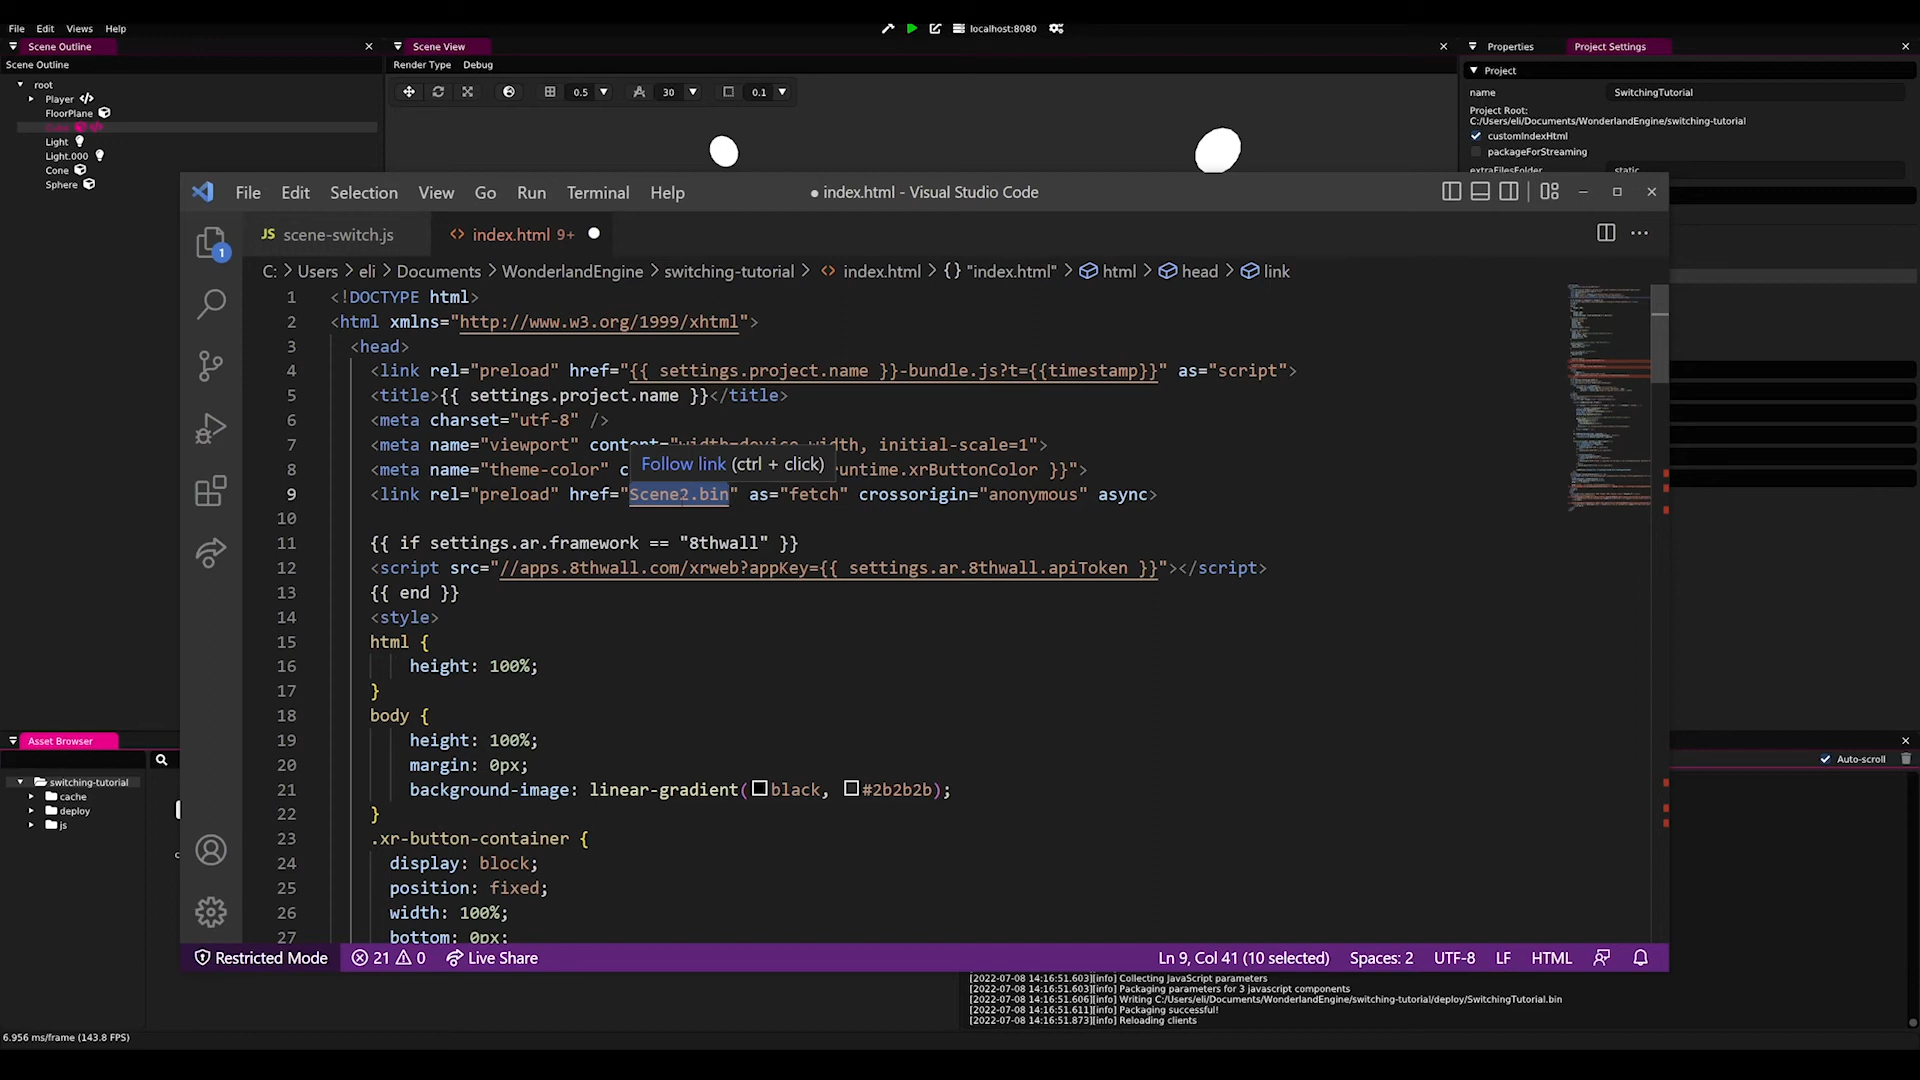 File Edit Views Help
localhost:8080
Scene Outline
Scene View
Properties
Project Settings
Scene Outline
Render Type Debug
Project
root
Player
FloorPlane
Light
Light.000
Cone
Sphere
0.5
30
0.1
name
SwitchingTutorial
Project Root:
C:/Users/eli/Documents/WonderlandEngine/switching-tutorial
customIndexHtml
packageForStreaming
extraFilesFolder
static
File Edit Selection View Go Run Terminal Help
● index.html - Visual Studio Code
JS scene-switch.js
<> index.html 9+
1
C: > Users > eli > Documents > WonderlandEngine > switching-tutorial > <> index.html > {} "index.html" > html > head > link
1 <!DOCTYPE html>
2 <html xmlns="http://www.w3.org/1999/xhtml">
3 <head>
4 <link rel="preload" href="{{ settings.project.name }}-bundle.js?t={{timestamp}}" as="script">
5 <title>{{ settings.project.name }}</title>
6 <meta charset="utf-8" />
7 <meta name="viewport" content="width=device-width, initial-scale=1">
Follow link (ctrl + click)
8 <meta name="theme-color" c untime.xrButtonColor }}">
9 <link rel="preload" href="Scene2.bin" as="fetch" crossorigin="anonymous" async>
10
11 {{ if settings.ar.framework == "8thwall" }}
12 <script src="//apps.8thwall.com/xrweb?appKey={{ settings.ar.8thwall.apiToken }}"></script>
13 {{ end }}
14 <style>
15 html {
16 height: 100%;
17 }
18 body {
19 height: 100%;
20 margin: 0px;
21 background-image: linear-gradient(black, #2b2b2b);
22 }
23 .xr-button-container {
24 display: block;
25 position: fixed;
26 width: 100%;
27 bottom: 0px;
Restricted Mode
21 0
Live Share
Ln 9, Col 41 (10 selected)
Spaces: 2
UTF-8
LF
HTML
Asset Browser
switching-tutorial
cache
deploy
js
Auto-scroll
[2022-07-08 14:16:51.603][info] Collecting JavaScript parameters
[2022-07-08 14:16:51.603][info] Packaging parameters for 3 javascript components
[2022-07-08 14:16:51.606][info] Writing C:/Users/eli/Documents/WonderlandEngine/switching-tutorial/deploy/SwitchingTutorial.bin
[2022-07-08 14:16:51.611][info] Packaging successful!
[2022-07-08 14:16:51.873][info] Reloading clients
6.956 ms/frame (143.8 FPS)